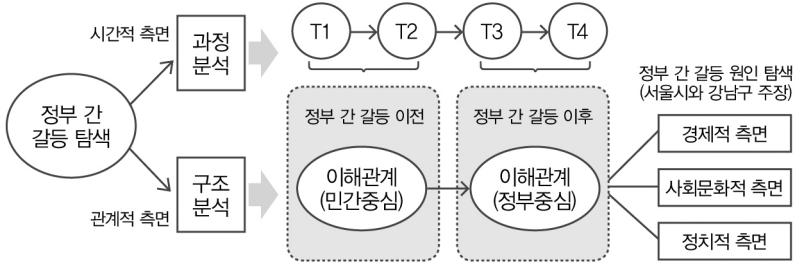 시간적 측면
과정
분석
T1
T2
T3
T4
정부 간
갈등 탐색
정부 간 갈등 이전
정부 간 갈등 이후
정부 간 갈등 원인 탐색
(서울시와 강남구 주장)
구조
분석
관계적 측면
이해관계
(민간중심)
이해관계
(정부중심)
경제적 측면
사회문화적 측면
정치적 측면